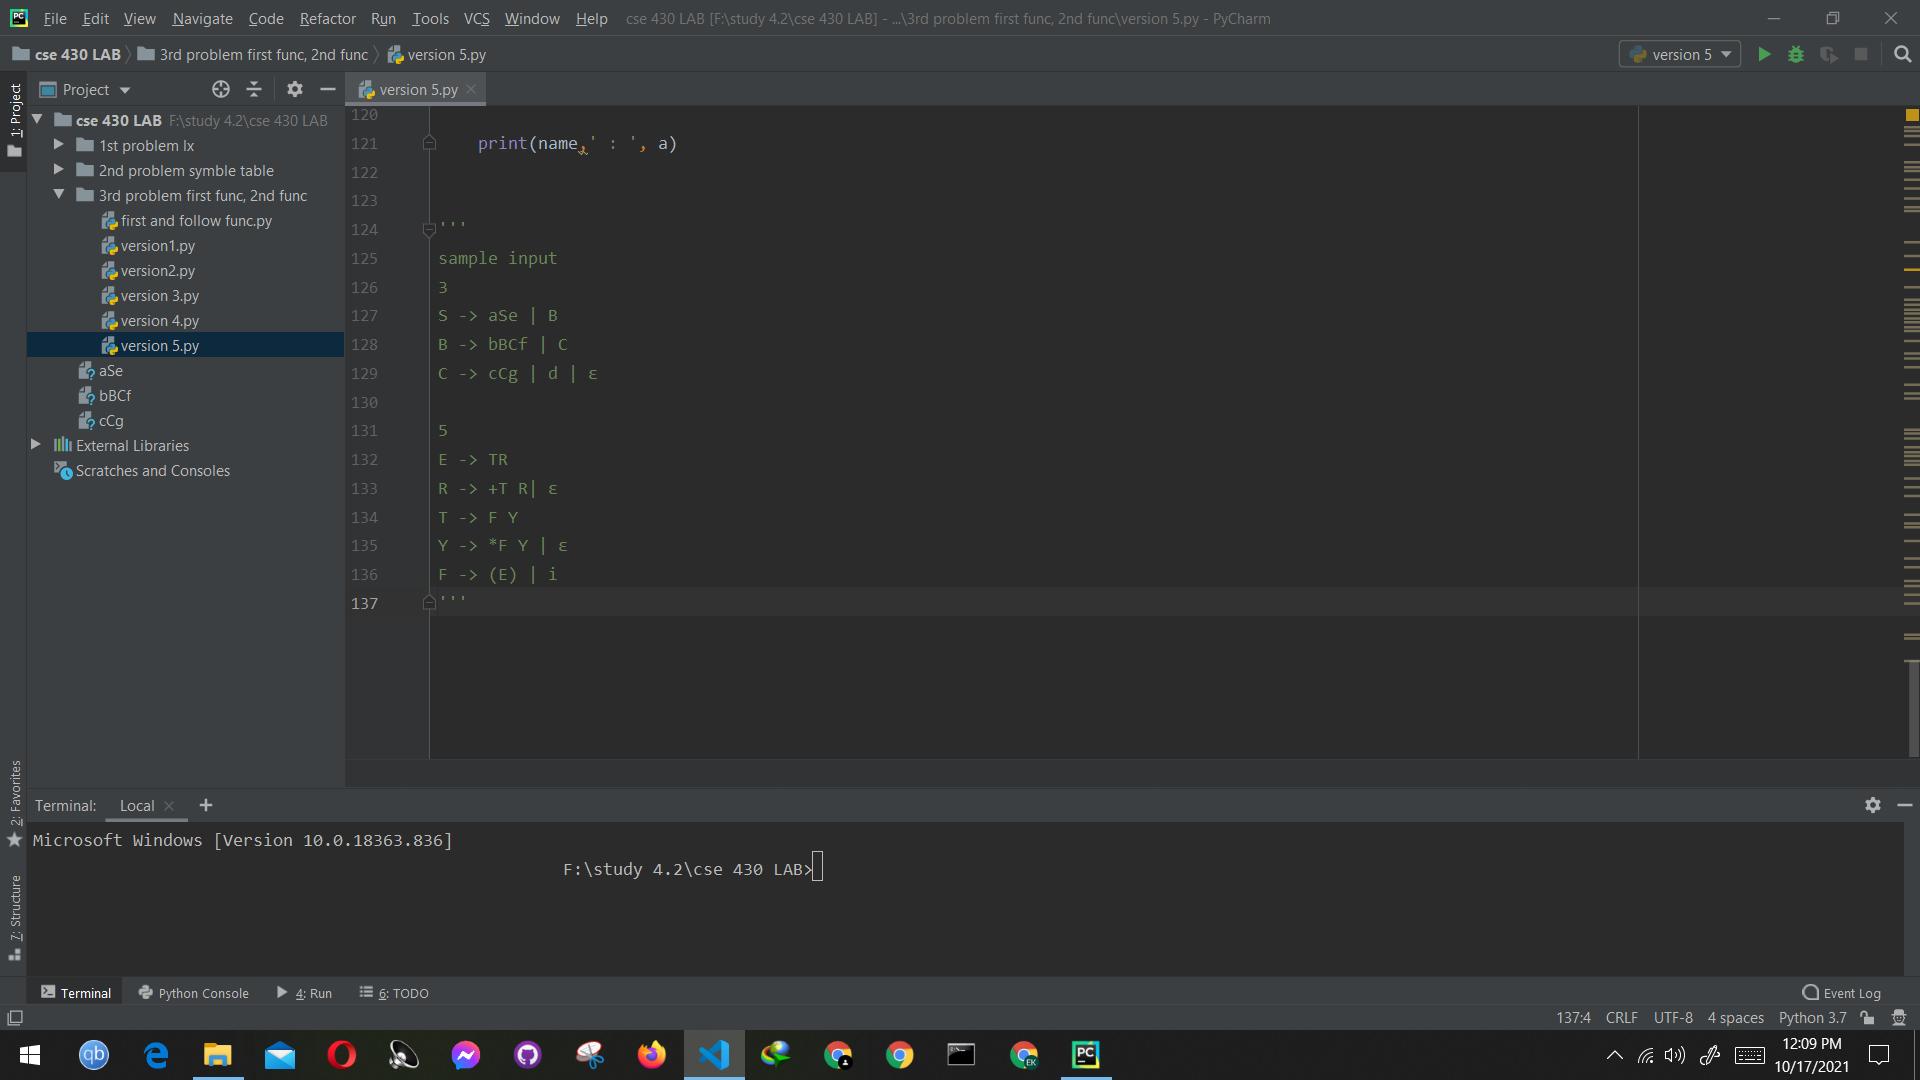 File Edit View Navigate Code Refactor Run Tools VCS Window Help cse 430 LAB [F:\study 4.2\cse 430 LAB] - ...\3rd problem first func, 2nd func\version 5.py - PyCharm
cse 430 LAB 3rd problem first func, 2nd func version 5.py version 5
1: Project
Project
version 5.py
cse 430 LAB F:\study 4.2\cse 430 LAB
1st problem lx
2nd problem symble table
3rd problem first func, 2nd func
first and follow func.py
version1.py
version2.py
version 3.py
version 4.py
version 5.py
aSe
bBCf
cCg
External Libraries
Scratches and Consoles
120
121 print(name,' : ', a)
122
123
124 '''
125 sample input
126 3
127 S -> aSe | B
128 B -> bBCf | C
129 C -> cCg | d | ε
130
131 5
132 E -> TR
133 R -> +T R| ε
134 T -> F Y
135 Y -> *F Y | ε
136 F -> (E) | i
137 '''
2: Favorites
7: Structure
Terminal: Local
Microsoft Windows [Version 10.0.18363.836]
F:\study 4.2\cse 430 LAB>
Terminal Python Console 4: Run 6: TODO Event Log
137:4 CRLF UTF-8 4 spaces Python 3.7
qb
EK
PC
12:09 PM
10/17/2021